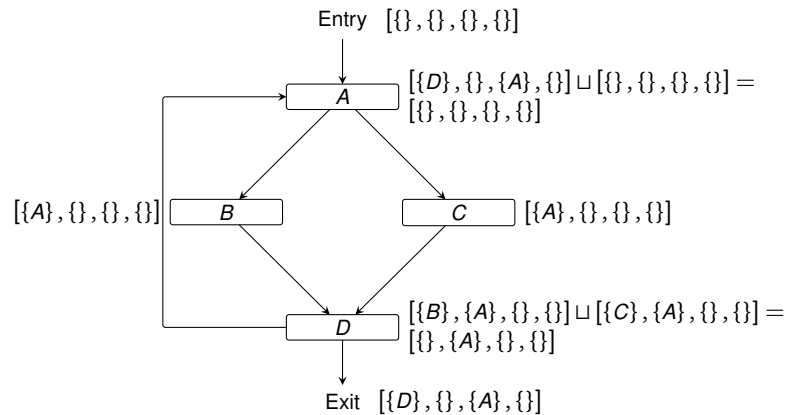 Entry [{}, {}, {}, {}]
A
[{D}, {}, {A}, {}] ⊔ [{}, {}, {}, {}] =
[{}, {}, {}, {}]
[{A}, {}, {}, {}]
B
C
[{A}, {}, {}, {}]
D
[{B}, {A}, {}, {}] ⊔ [{C}, {A}, {}, {}] =
[{}, {A}, {}, {}]
Exit [{D}, {}, {A}, {}]